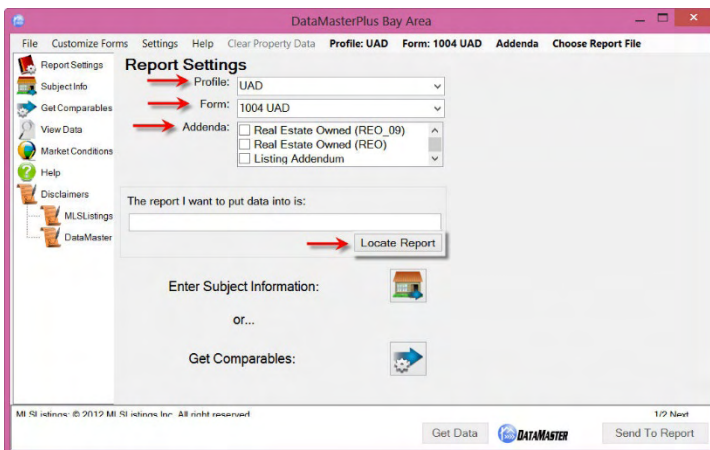 DataMasterPlus Bay Area
File Customize Forms Settings Help Clear Property Data Profile: UAD Form: 1004 UAD Addenda Choose Report File
Report Settings
Subject Info
Get Comparables
View Data
Market Conditions
Help
Disclaimers
MLSListings
DataMaster
Report Settings
Profile: UAD
Form: 1004 UAD
Addenda: Real Estate Owned (REO_09)
Real Estate Owned (REO)
Listing Addendum
The report I want to put data into is:
Locate Report
Enter Subject Information:
or...
Get Comparables:
MLSListings: © 2012 MLSListings Inc. All right reserved 1/2 Next
Get Data DATAMASTER Send To Report